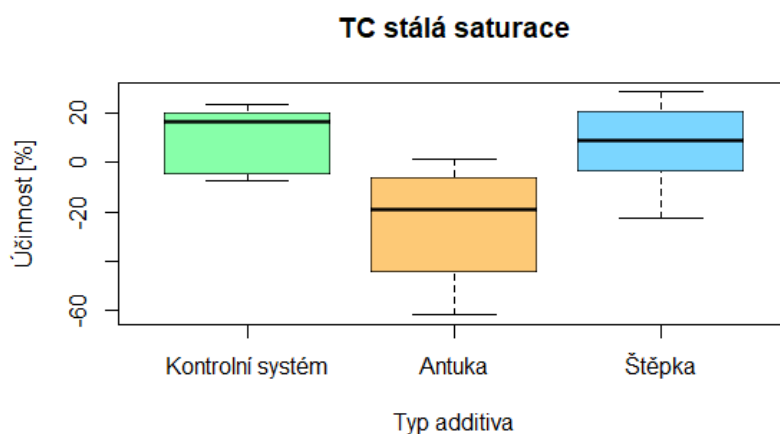 TC stálá saturace
Účinnost [%]
20
0
-20
-60
Kontrolní systém
Antuka
Štěpka
Typ additiva